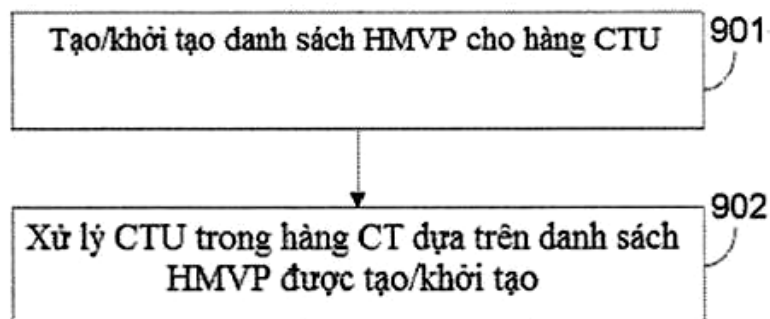 Tạo/khởi tạo danh sách HMVP cho hàng CTU
901
Xử lý CTU trong hàng CT dựa trên danh sách
HMVP được tạo/khởi tạo
902